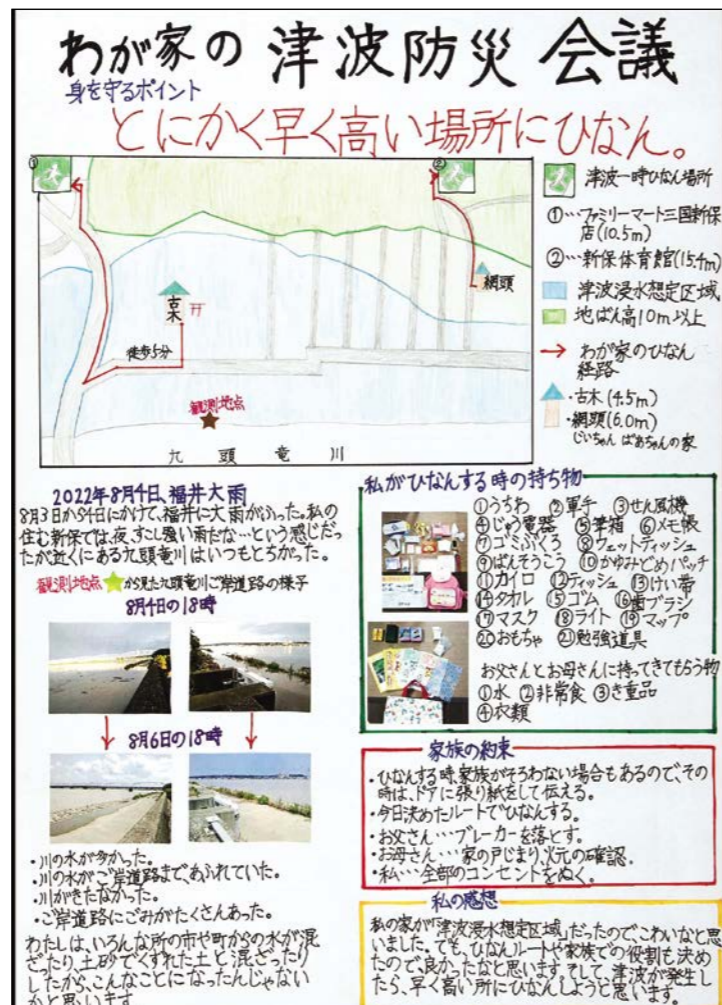 わが家の津波防災会議
身を守るポイント
とにかく早く高い場所にひなん。
①
②
古木
網頭
徒歩5分
観測地点
九頭竜川
津波一時ひなん場所
①…ファミリーマート三国新保
店(10.5m)
②…新保体育館(15.4m)
津波浸水想定区域
地ばん高10m以上
→わが家のひなん
経路
・古木(4.5m)
・網頭(6.0m)
じいちゃんばあちゃんの家
2022年8月4日、福井大雨
8月3日から4日にかけて、福井に大雨がふった。私の
住む新保では、夜、すこし強い雨だな…という感じだっ
たが近くにある九頭竜川はいつもとちがった。
観測地点★から見た九頭竜川ご岸道路の様子
8月4日の18時
8月6日の18時
・川の水が多かった。
・川の水がご岸道路まで、あふれていた。
・川がきたなかった。
・ご岸道路にごみがたくさんあった。
わたしは、いろんな所の市や町からの水が混
ざったり、土砂でくずれた土と混ざったり
したから、こんなことになったんじゃない
かと思います
私がひなんする時の持ち物
①うちわ ②軍手 ③せん風機
④じゅう電器 ⑤筆箱 ⑥メモ帳
⑦ゴミぶくろ ⑧ウェットティッシュ
⑨ばんそうこう ⑩かゆみどめパッチ
⑪カイロ ⑫ティッシュ ⑬けい帯
⑭タオル ⑮ゴム ⑯歯ブラシ
⑰マスク ⑱ライト ⑲マップ
⑳おもちゃ ㉑勉強道具
お父さんとお母さんに持ってきてもらう物
①水 ②非常食 ③き重品
④衣類
家族の約束
・ひなんする時、家族がそろわない場合もあるので、その
時は、ドアに張り紙をして伝える。
・今日決めたルートでひなんする。
・お父さん…ブレーカーを落とす。
・お母さん…家の戸じまり、火元の確認.
・私…全部のコンセントをぬく。
私の感想
私の家が「津波浸水想定区域」だったので、こわいなと思
いました。でも、ひなんルートや家族での役割も決め
たので、良かったなと思います。そして、津波が発生し
たら、早く高い所にひなんしようと思います